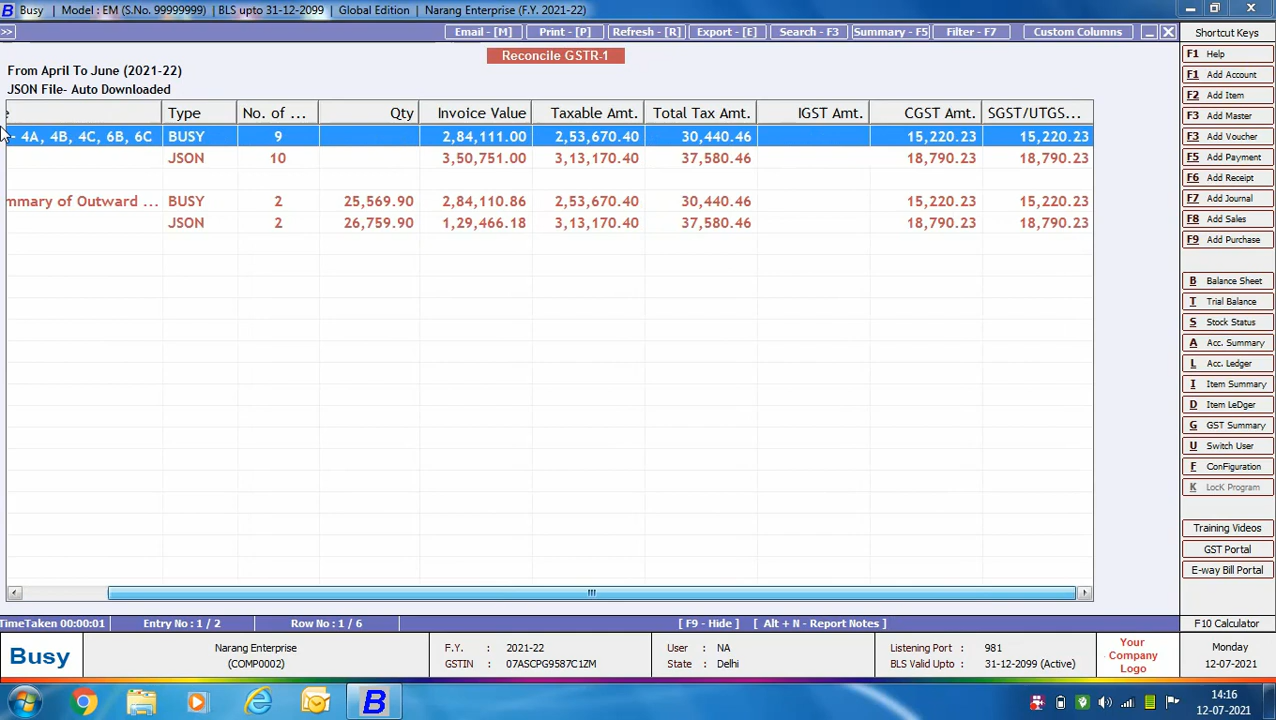 Busy | Model : EM (S.No. 99999999) | BLS upto 31-12-2099 | Global Edition | Narang Enterprise (F.Y. 2021-22)
>> Email - [M] Print - [P] Refresh - [R] Export - [E] Search - F3 Summary - F5 Filter - F7 Custom Columns
Reconcile GSTR-1
From April To June (2021-22)
JSON File- Auto Downloaded
Type No. of ... Qty Invoice Value Taxable Amt. Total Tax Amt. IGST Amt. CGST Amt. SGST/UTGS...
- 4A, 4B, 4C, 6B, 6C BUSY 9 2,84,111.00 2,53,670.40 30,440.46 15,220.23 15,220.23
JSON 10 3,50,751.00 3,13,170.40 37,580.46 18,790.23 18,790.23
mmary of Outward ... BUSY 2 25,569.90 2,84,110.86 2,53,670.40 30,440.46 15,220.23 15,220.23
JSON 2 26,759.90 1,29,466.18 3,13,170.40 37,580.46 18,790.23 18,790.23
TimeTaken 00:00:01 Entry No : 1 / 2 Row No : 1 / 6 [ F9 - Hide ] [ Alt + N - Report Notes ]
Busy
Narang Enterprise
(COMP0002)
F.Y. : 2021-22
GSTIN : 07ASCPG9587C1ZM
User : NA
State : Delhi
Listening Port : 981
BLS Valid Upto : 31-12-2099 (Active)
Your
Company
Logo
Shortcut Keys
F1 Help
F1 Add Account
F2 Add Item
F3 Add Master
F3 Add Voucher
F5 Add Payment
F6 Add Receipt
F7 Add Journal
F8 Add Sales
F9 Add Purchase
B Balance Sheet
T Trial Balance
S Stock Status
A Acc. Summary
L Acc. Ledger
I Item Summary
D Item LeDger
G GST Summary
U Switch User
F ConFiguration
K LocK Program
Training Videos
GST Portal
E-way Bill Portal
F10 Calculator
Monday
12-07-2021
14:16
12-07-2021